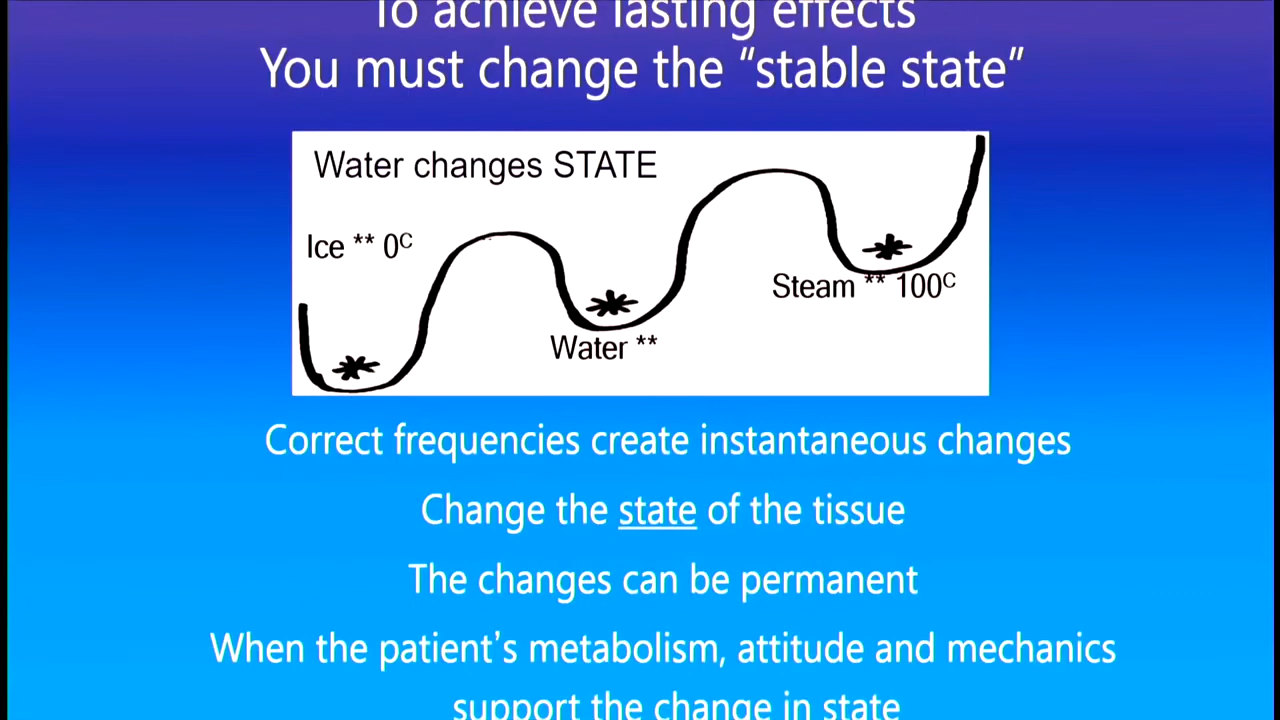 To achieve lasting effects
You must change the “stable state”
Water changes STATE
Ice ** 0C
Steam ** 100C
Water **
Correct frequencies create instantaneous changes
Change the state of the tissue
The changes can be permanent
When the patient’s metabolism, attitude and mechanics
support the change in state